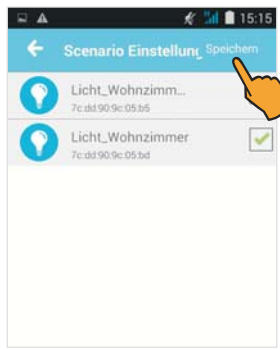 15:15
Scenario Einstellung Speichern
Licht_Wohnzimm...
7c:dd:90:9c:05:b5
Licht_Wohnzimmer
7c:dd:90:9c:05:bd